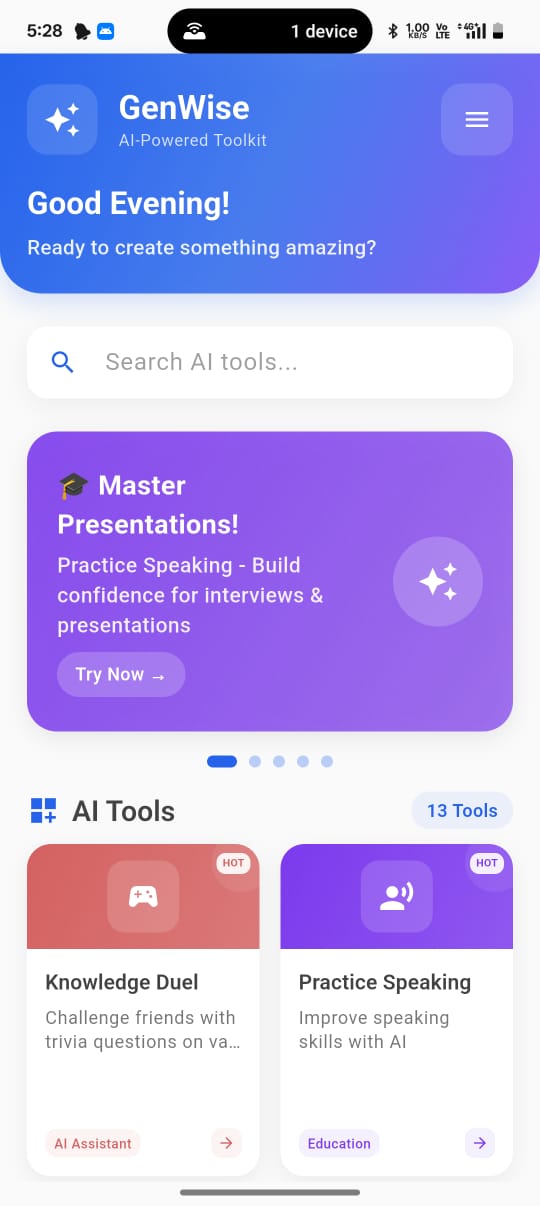 5:28
1 device
1.00 KB/S
Vo LTE
4G+
GenWise
AI-Powered Toolkit
Good Evening!
Ready to create something amazing?
Search AI tools...
🎓 Master
Presentations!
Practice Speaking - Build
confidence for interviews &
presentations
Try Now →
AI Tools
13 Tools
HOT
HOT
Knowledge Duel
Practice Speaking
Challenge friends with
trivia questions on va...
Improve speaking
skills with AI
AI Assistant
Education